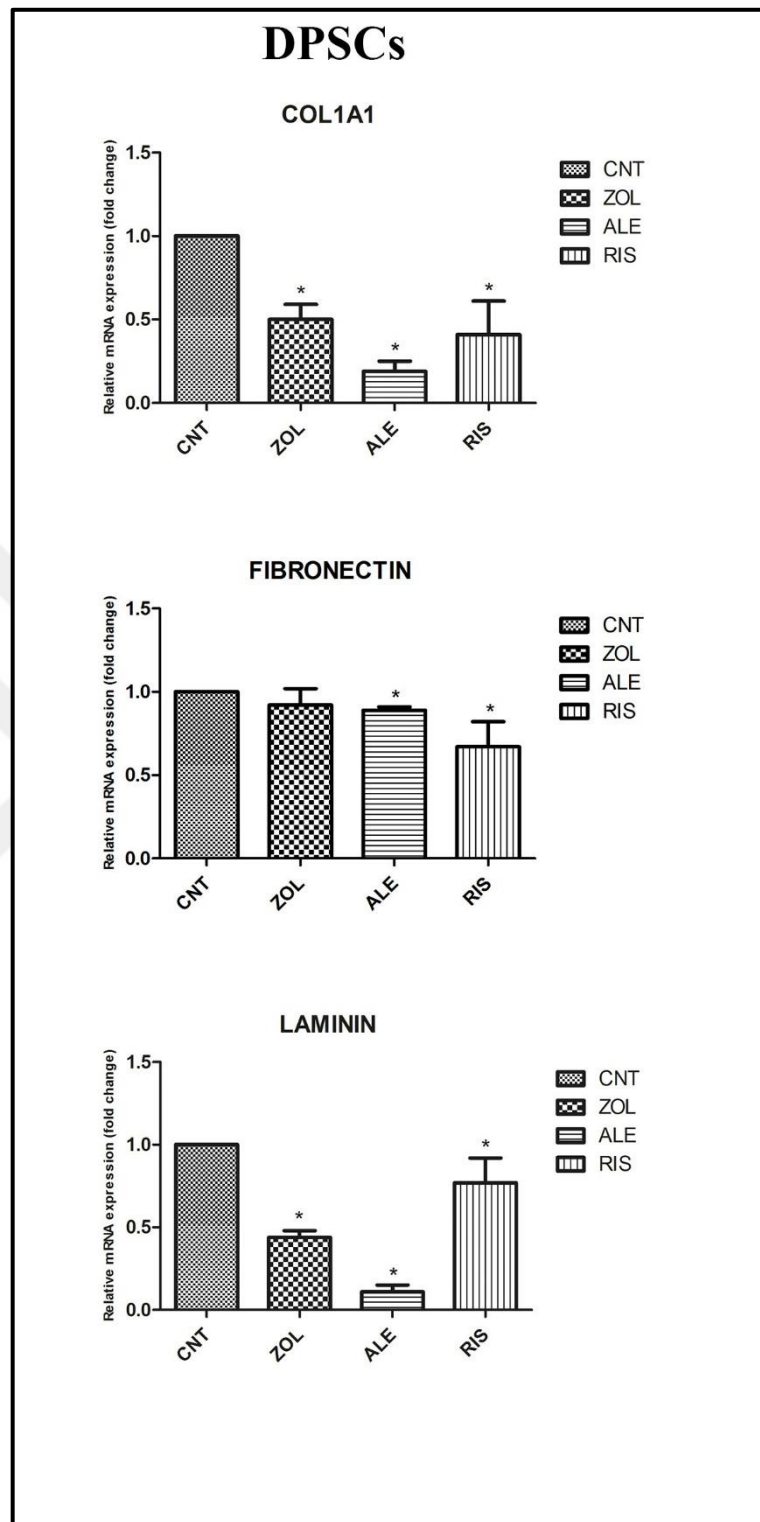 DPSCs
COL1A1
Relative mRNA expression (fold change)
1.5
1.0
0.5
0.0
*
*
*
CNT
ZOL
ALE
RIS
CNT
ZOL
ALE
RIS
FIBRONECTIN
Relative mRNA expression (fold change)
1.5
1.0
0.5
0.0
*
*
CNT
ZOL
ALE
RIS
CNT
ZOL
ALE
RIS
LAMININ
Relative mRNA expression (fold change)
1.5
1.0
0.5
0.0
*
*
*
CNT
ZOL
ALE
RIS
CNT
ZOL
ALE
RIS